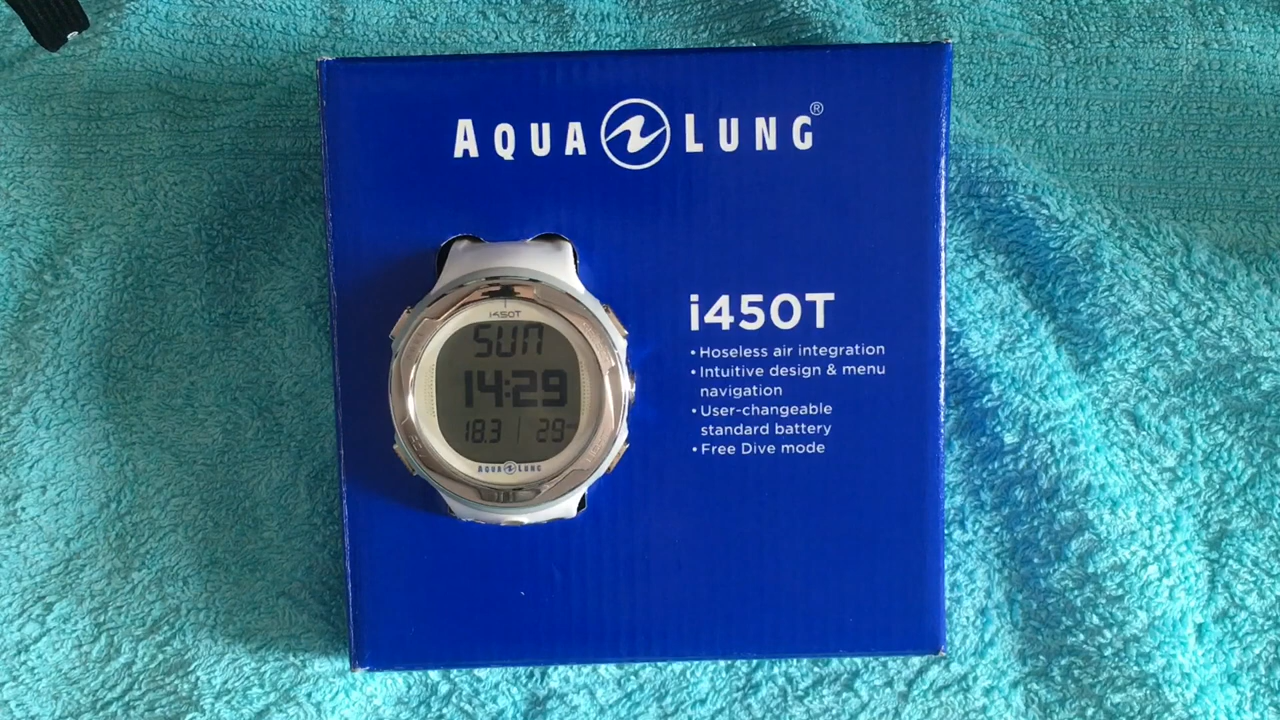 AQUA LUNG®
i450T
• Hoseless air integration
• Intuitive design & menu
navigation
• User-changeable
standard battery
• Free Dive mode
i450T
SUN
14:29
18.3 | 29
AQUA LUNG